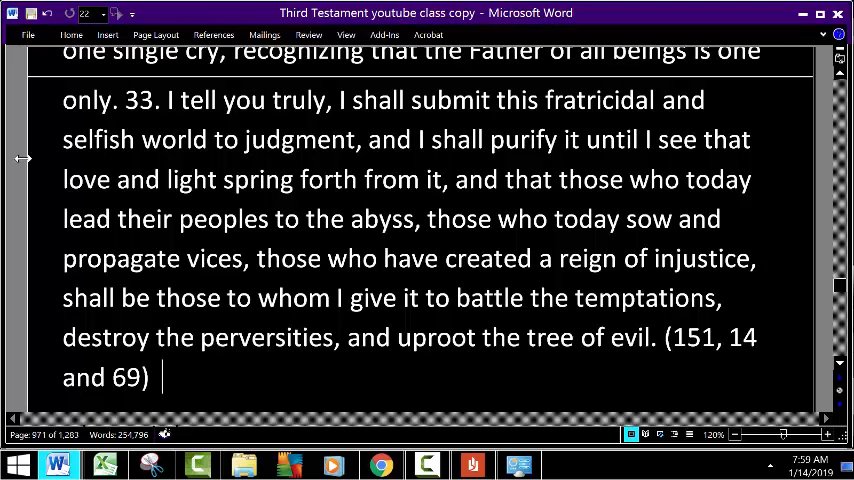 22
Third Testament youtube class copy - Microsoft Word
File Home Insert Page Layout References Mailings Review View Add-Ins Acrobat
one single cry, recognizing that the Father of all beings is one
only. 33. I tell you truly, I shall submit this fratricidal and
selfish world to judgment, and I shall purify it until I see that
love and light spring forth from it, and that those who today
lead their peoples to the abyss, those who today sow and
propagate vices, those who have created a reign of injustice,
shall be those to whom I give it to battle the temptations,
destroy the perversities, and uproot the tree of evil. (151, 14
and 69)
Page: 971 of 1,283 Words: 254,796 120%
7:59 AM
1/14/2019